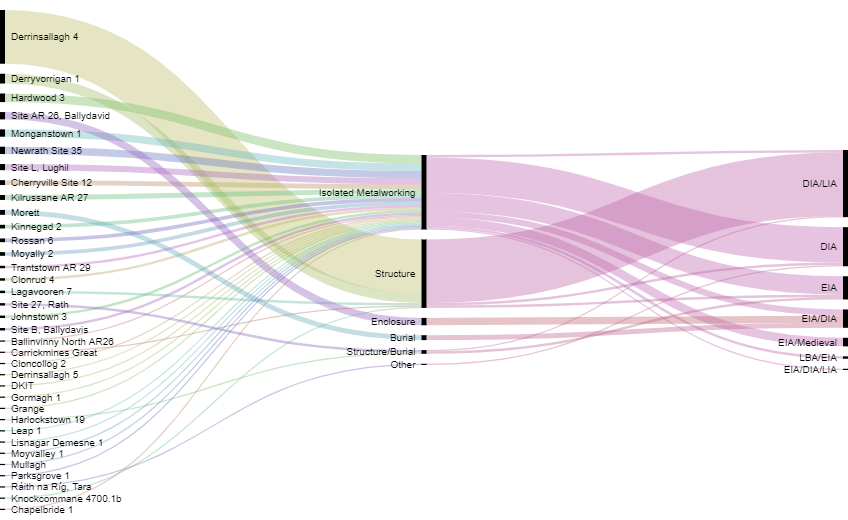 Derrinsallagh 4
Derryvorrigan 1
Hardwood 3
Site AR 26, Ballydavid
Monganstown 1
Newrath Site 35
Site L, Lughil
Cherryville Site 12
Kilrussane AR 27
Morett
Kinnegad 2
Rossan 6
Moyally 2
Trantstown AR 29
Clonrud 4
Lagavooren 7
Site 27, Rath
Johnstown 3
Site B, Ballydavis
Ballinvinny North AR26
Carrickmines Great
Cloncollog 2
Derrinsallagh 5
DKIT
Gormagh 1
Grange
Harlockstown 19
Leap 1
Lisnagar Demesne 1
Moyvalley 1
Mullagh
Parksgrove 1
Ráith na Ríg, Tara
Knockcommane 4700.1b
Chapelbride 1
Isolated Metalworking
Structure
Enclosure
Burial
Structure/Burial
Other
DIA/LIA
DIA
EIA
EIA/DIA
EIA/Medieval
LBA/EIA
EIA/DIA/LIA